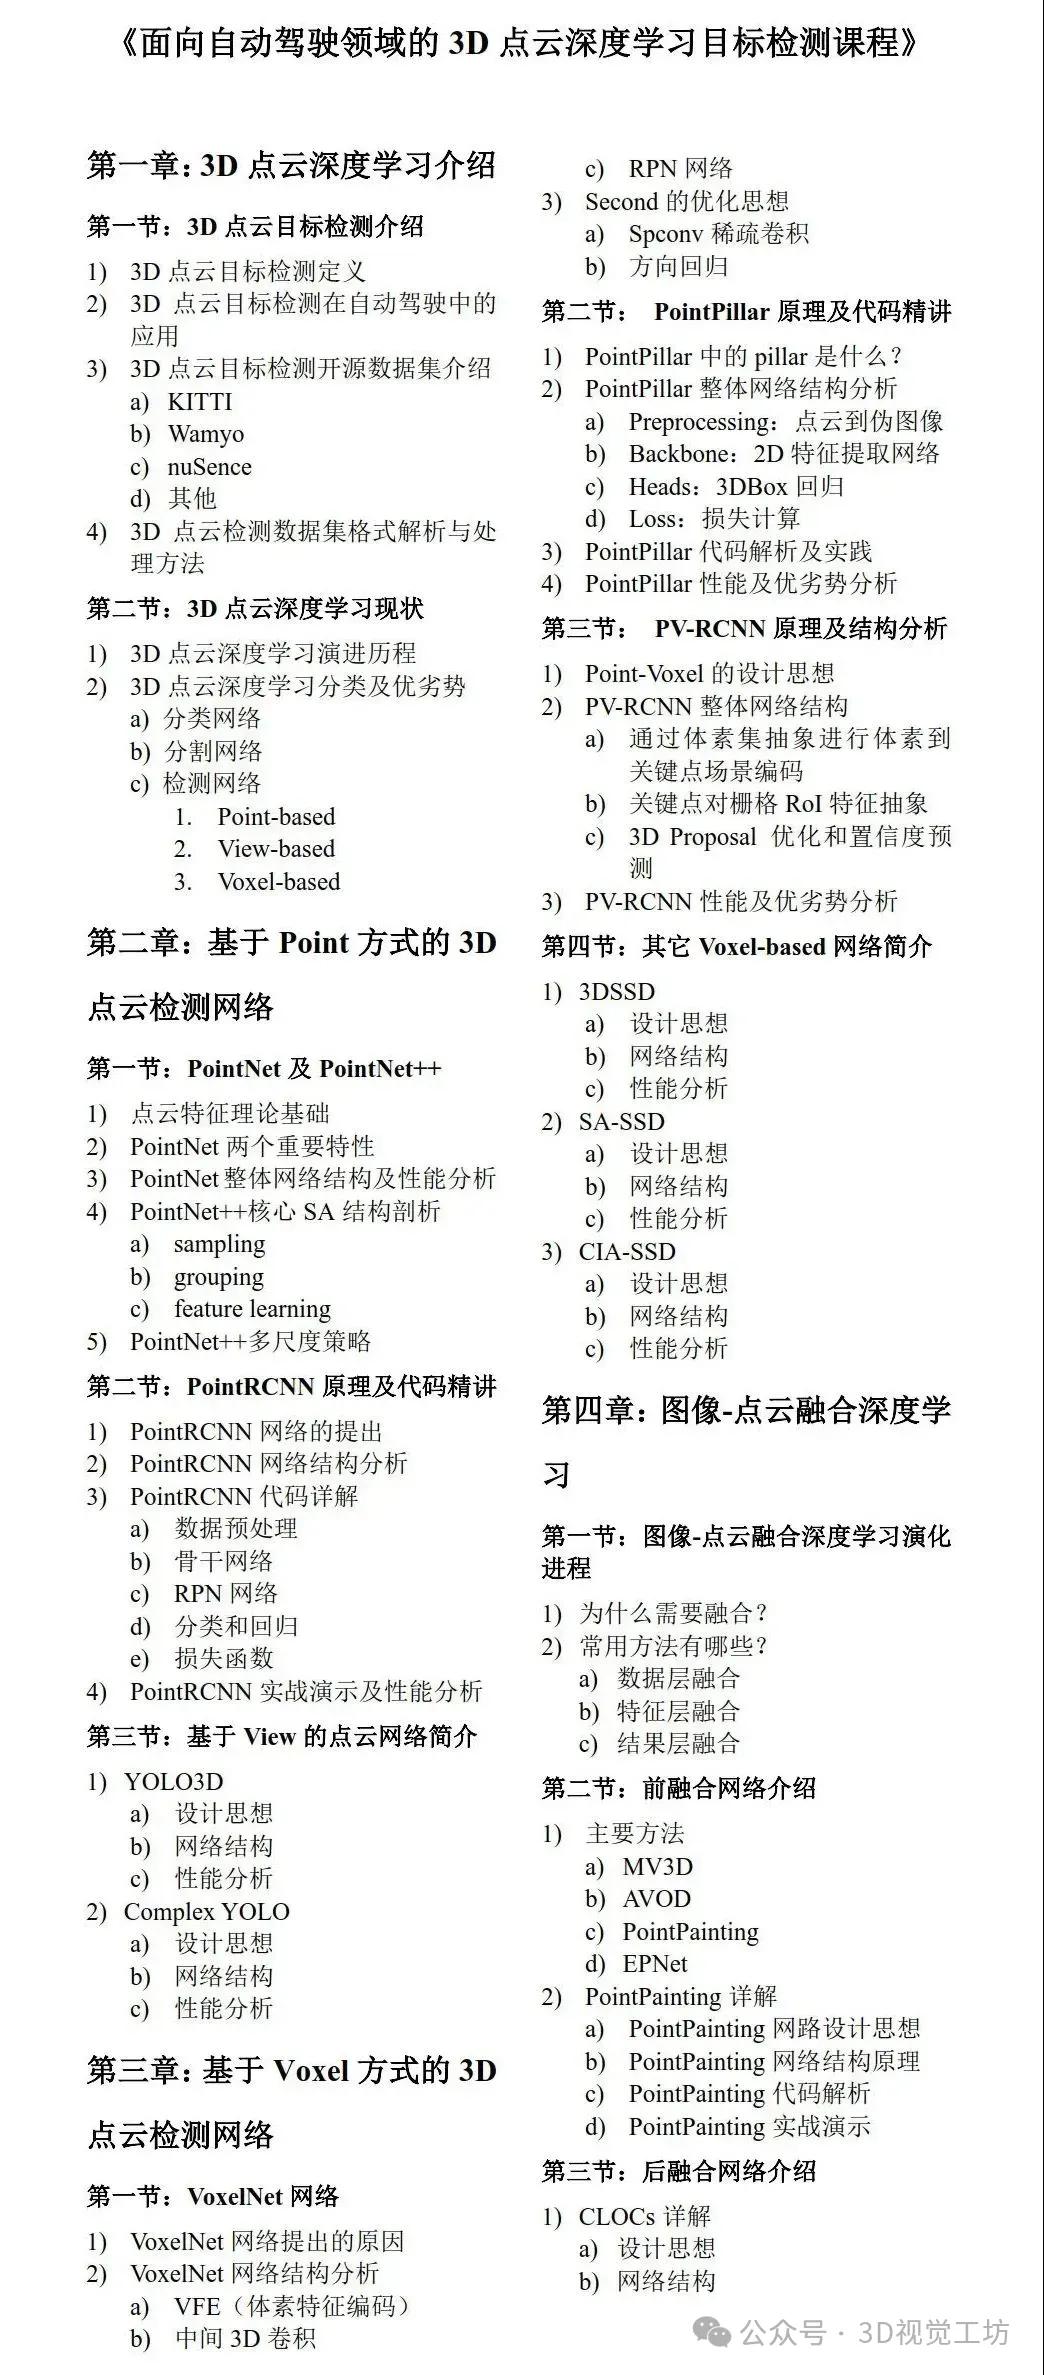 《面向自动驾驶领域的 3D 点云深度学习目标检测课程》
第一章：3D 点云深度学习介绍
第一节：3D 点云目标检测介绍
1) 3D 点云目标检测定义
2) 3D 点云目标检测在自动驾驶中的
应用
3) 3D 点云目标检测开源数据集介绍
a) KITTI
b) Wamyo
c) nuSence
d) 其他
4) 3D 点云检测数据集格式解析与处
理方法
第二节：3D 点云深度学习现状
1) 3D 点云深度学习演进历程
2) 3D 点云深度学习分类及优劣势
a) 分类网络
b) 分割网络
c) 检测网络
1. Point-based
2. View-based
3. Voxel-based
第二章：基于 Point 方式的 3D
点云检测网络
第一节：PointNet 及 PointNet++
1) 点云特征理论基础
2) PointNet 两个重要特性
3) PointNet 整体网络结构及性能分析
4) PointNet++核心 SA 结构剖析
a) sampling
b) grouping
c) feature learning
5) PointNet++多尺度策略
第二节：PointRCNN 原理及代码精讲
1) PointRCNN 网络的提出
2) PointRCNN 网络结构分析
3) PointRCNN 代码详解
a) 数据预处理
b) 骨干网络
c) RPN 网络
d) 分类和回归
e) 损失函数
4) PointRCNN 实战演示及性能分析
第三节：基于 View 的点云网络简介
1) YOLO3D
a) 设计思想
b) 网络结构
c) 性能分析
2) Complex YOLO
a) 设计思想
b) 网络结构
c) 性能分析
第三章：基于 Voxel 方式的 3D
点云检测网络
第一节：VoxelNet 网络
1) VoxelNet 网络提出的原因
2) VoxelNet 网络结构分析
a) VFE（体素特征编码）
b) 中间 3D 卷积
c) RPN 网络
3) Second 的优化思想
a) Spconv 稀疏卷积
b) 方向回归
第二节： PointPillar 原理及代码精讲
1) PointPillar 中的 pillar 是什么？
2) PointPillar 整体网络结构分析
a) Preprocessing：点云到伪图像
b) Backbone：2D 特征提取网络
c) Heads：3DBox 回归
d) Loss：损失计算
3) PointPillar 代码解析及实践
4) PointPillar 性能及优劣势分析
第三节： PV-RCNN 原理及结构分析
1) Point-Voxel 的设计思想
2) PV-RCNN 整体网络结构
a) 通过体素集抽象进行体素到
关键点场景编码
b) 关键点对栅格 RoI 特征抽象
c) 3D Proposal 优化和置信度预
测
3) PV-RCNN 性能及优劣势分析
第四节：其它 Voxel-based 网络简介
1) 3DSSD
a) 设计思想
b) 网络结构
c) 性能分析
2) SA-SSD
a) 设计思想
b) 网络结构
c) 性能分析
3) CIA-SSD
a) 设计思想
b) 网络结构
c) 性能分析
第四章：图像-点云融合深度学
习
第一节：图像-点云融合深度学习演化
进程
1) 为什么需要融合？
2) 常用方法有哪些？
a) 数据层融合
b) 特征层融合
c) 结果层融合
第二节：前融合网络介绍
1) 主要方法
a) MV3D
b) AVOD
c) PointPainting
d) EPNet
2) PointPainting 详解
a) PointPainting 网路设计思想
b) PointPainting 网络结构原理
c) PointPainting 代码解析
d) PointPainting 实战演示
第三节：后融合网络介绍
1) CLOCs 详解
a) 设计思想
b) 网络结构
公众号 · 3D视觉工坊